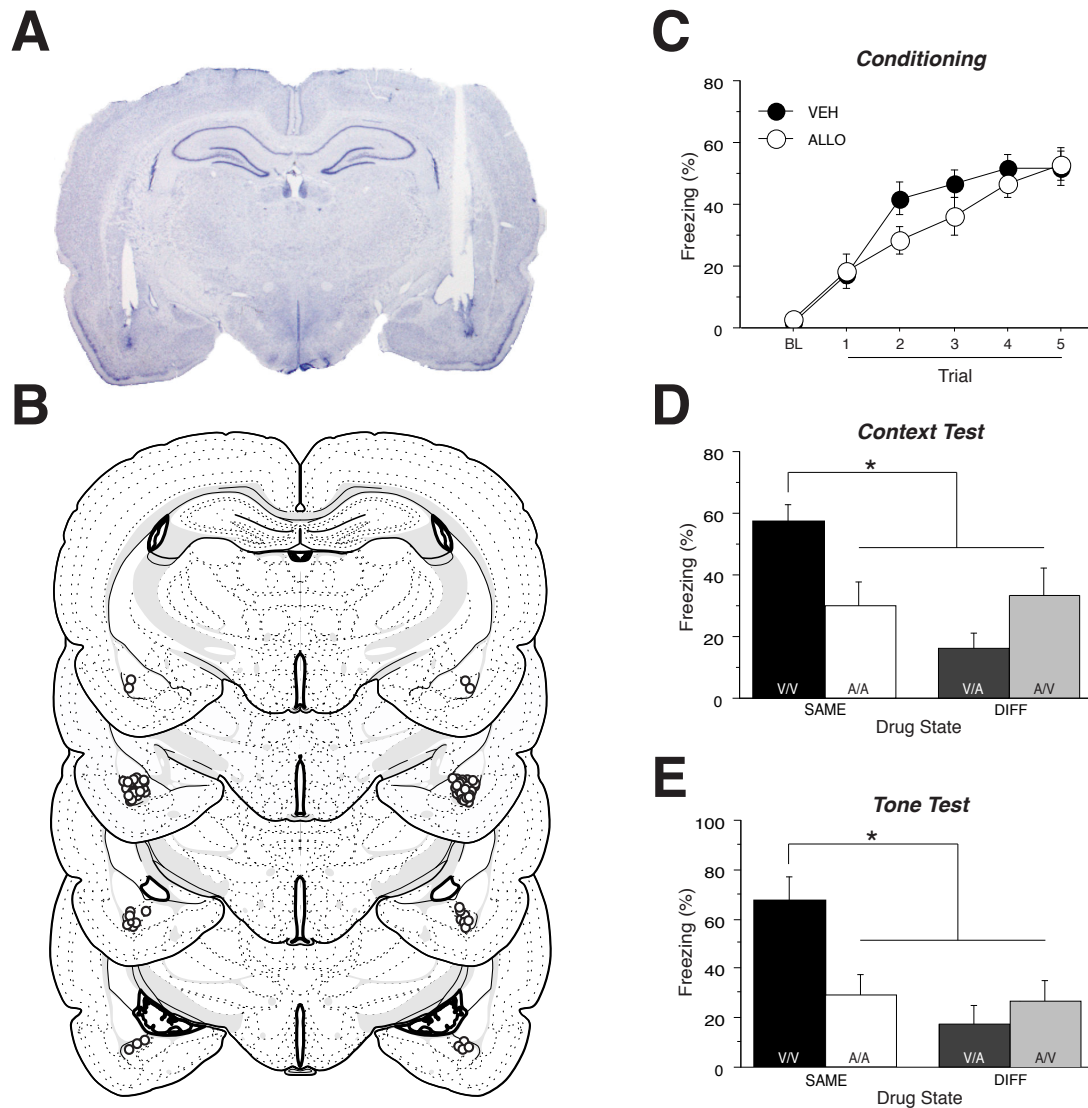 A
B
C
Conditioning
80
60
40
20
0
Freezing (%)
VEH
ALLO
BL 1 2 3 4 5
Trial
D
Context Test
*
80
60
40
20
0
Freezing (%)
V/V A/A V/A A/V
SAME DIFF
Drug State
E
Tone Test
*
100
80
60
40
20
0
Freezing (%)
V/V A/A V/A A/V
SAME DIFF
Drug State